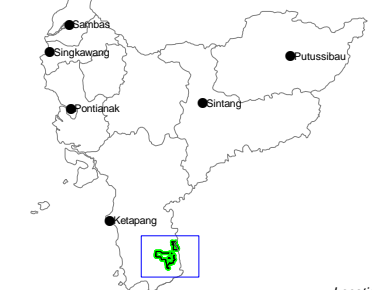 Sambas
Singkawang
Putussibau
Sintang
Pontianak
Ketapang